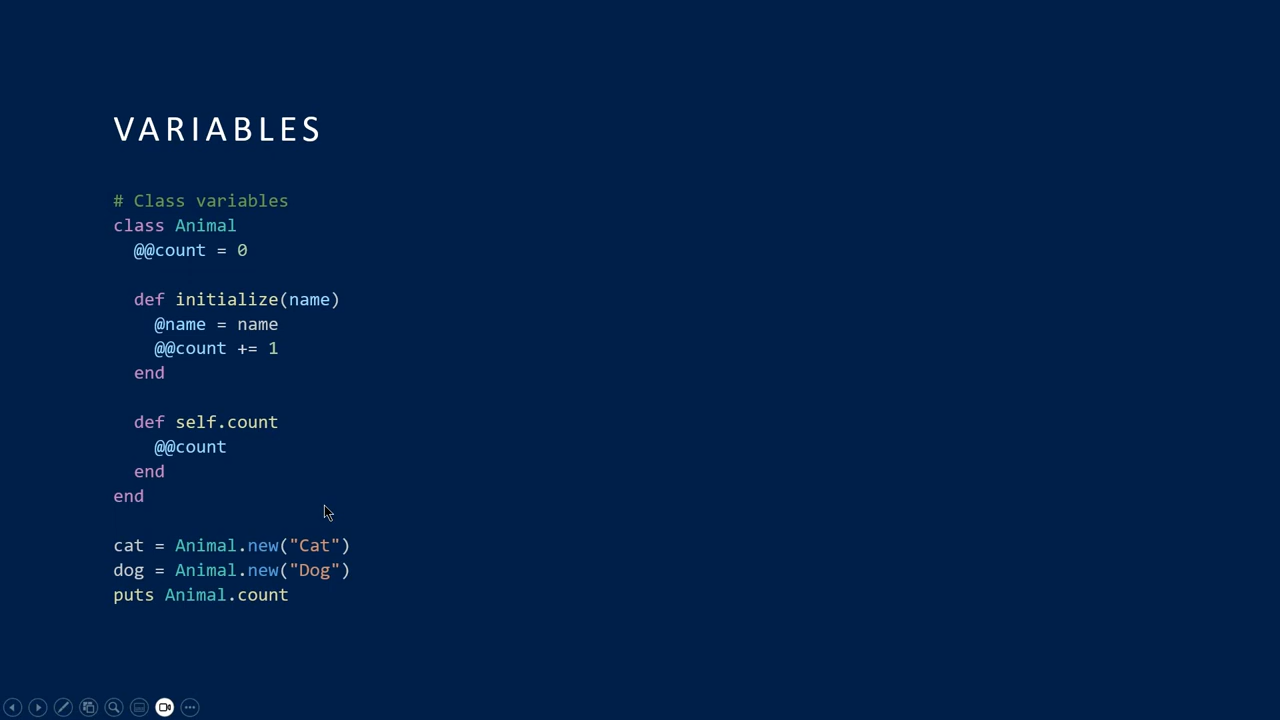 VARIABLES
# Class variables
class Animal
  @@count = 0
  def initialize(name)
    @name = name
    @@count += 1
  end
  def self.count
    @@count
  end
end
cat = Animal.new("Cat")
dog = Animal.new("Dog")
puts Animal.count